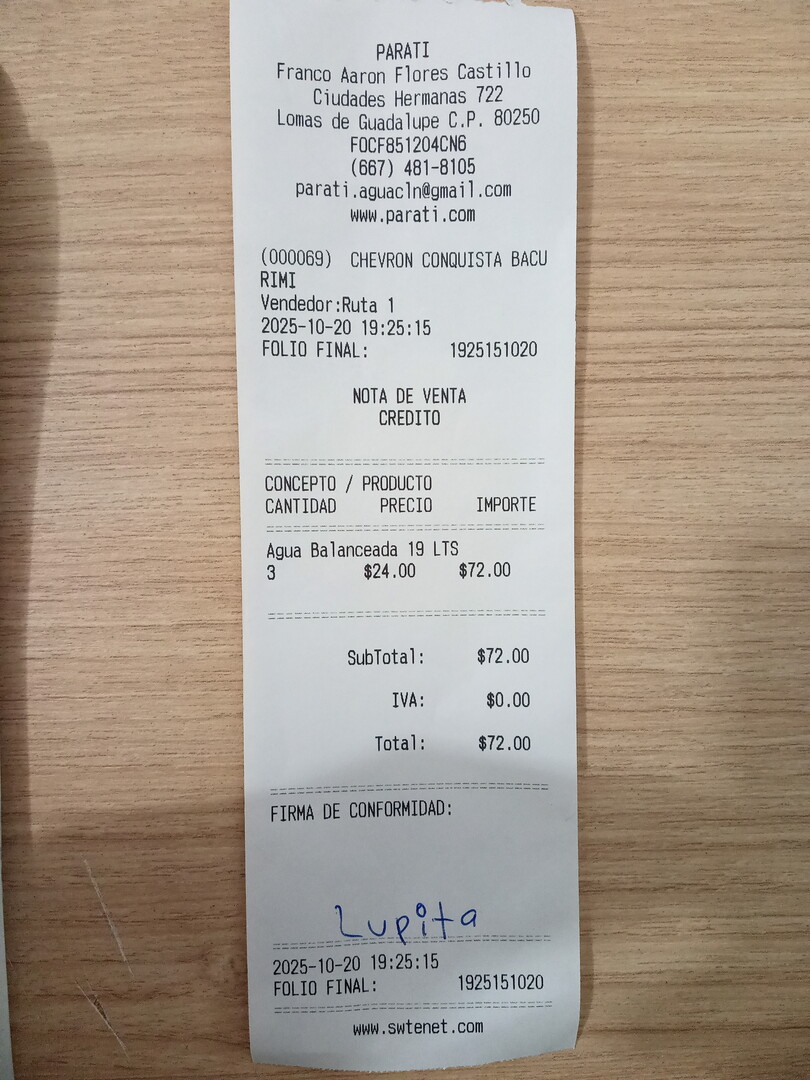 PARATI
Franco Aaron Flores Castillo
Ciudades Hermanas 722
Lomas de Guadalupe C.P. 80250
FOCF851204CN6
(667) 481-8105
parati.aguacln@gmail.com
www.parati.com
(000069) CHEVRON CONQUISTA BACU
RIMI
Vendedor:Ruta 1
2025-10-20 19:25:15
FOLIO FINAL: 1925151020
NOTA DE VENTA
CREDITO
CONCEPTO / PRODUCTO
CANTIDAD PRECIO IMPORTE
Agua Balanceada 19 LTS
3 $24.00 $72.00
SubTotal: $72.00
IVA: $0.00
Total: $72.00
FIRMA DE CONFORMIDAD:
Lupita
2025-10-20 19:25:15
FOLIO FINAL: 1925151020
www.swtenet.com